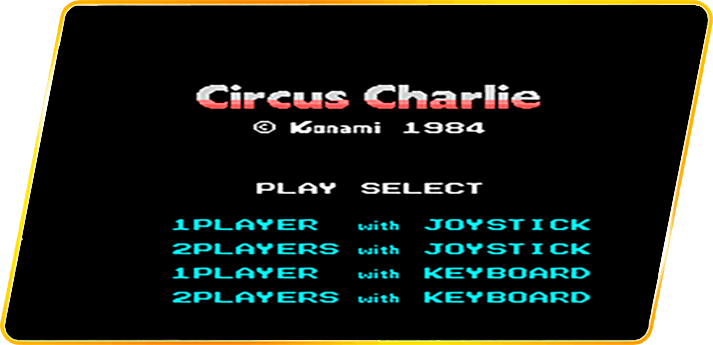 Circus Charlie
© Konami 1984
PLAY SELECT
1PLAYER with JOYSTICK
2PLAYERS with JOYSTICK
1PLAYER with KEYBOARD
2PLAYERS with KEYBOARD